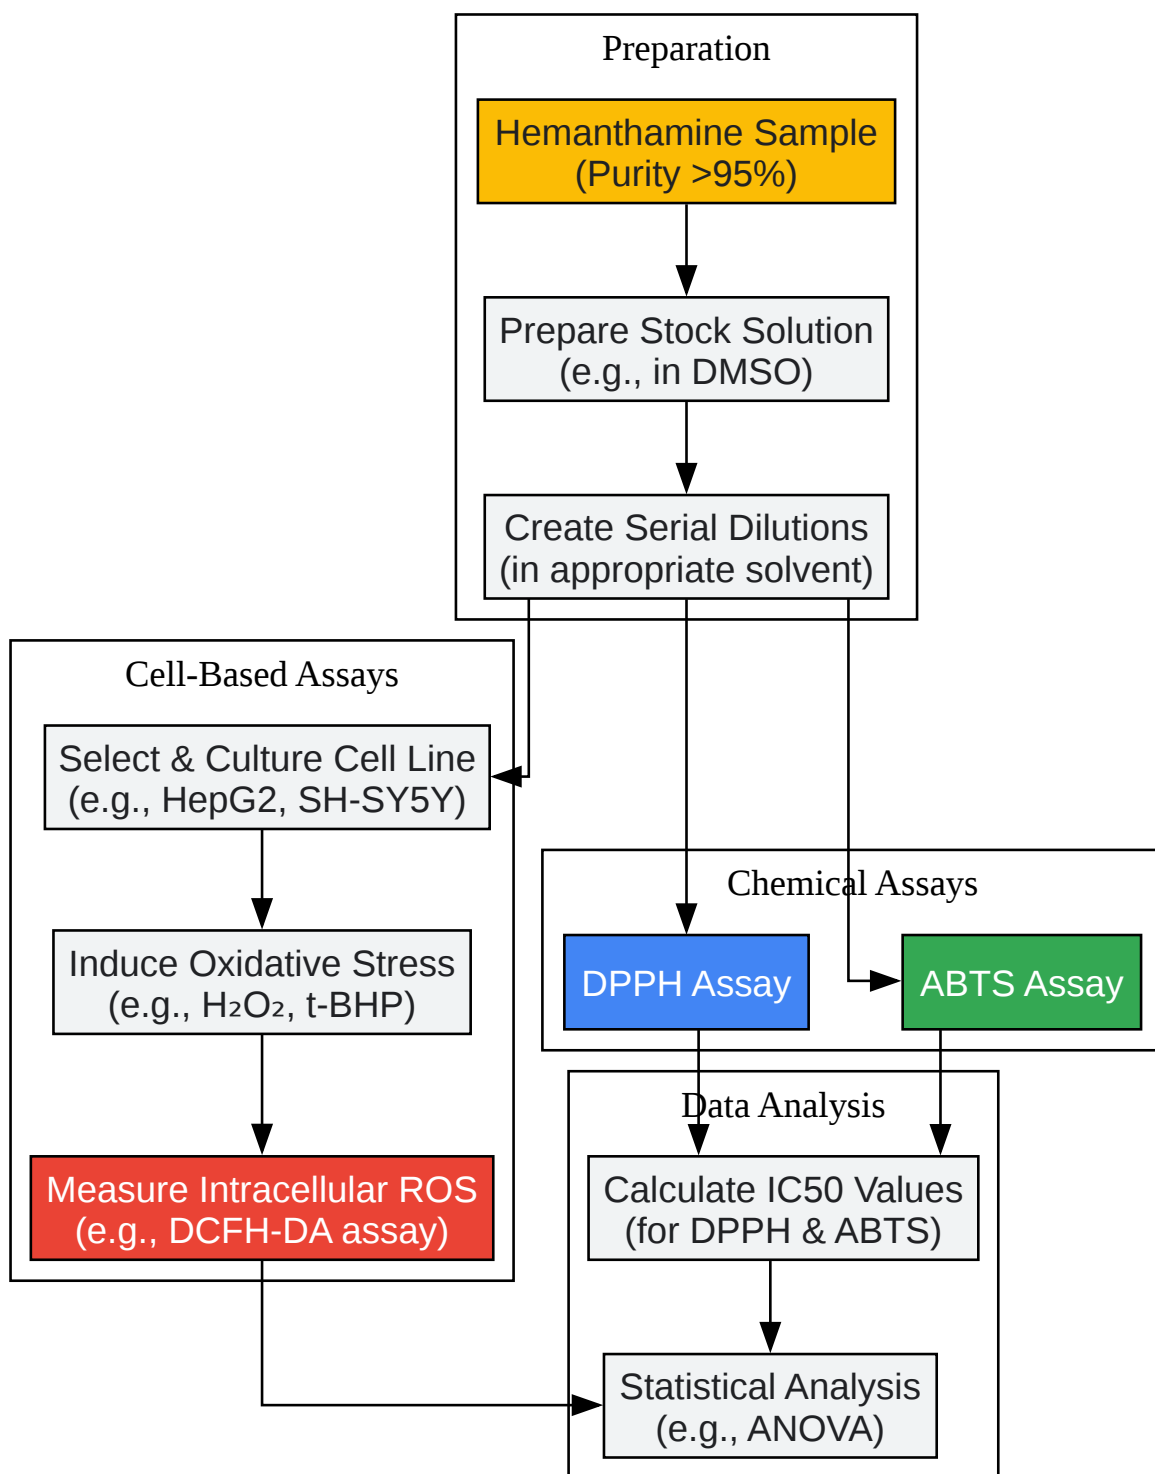 Preparation
Hemanthamine Sample
(Purity >95%)
Prepare Stock Solution
(e.g., in DMSO)
Create Serial Dilutions
(in appropriate solvent)
Cell-Based Assays
Select & Culture Cell Line
(e.g., HepG2, SH-SY5Y)
Induce Oxidative Stress
(e.g., H₂O₂, t-BHP)
Measure Intracellular ROS
(e.g., DCFH-DA assay)
Chemical Assays
DPPH Assay
ABTS Assay
Data Analysis
Calculate IC50 Values
(for DPPH & ABTS)
Statistical Analysis
(e.g., ANOVA)